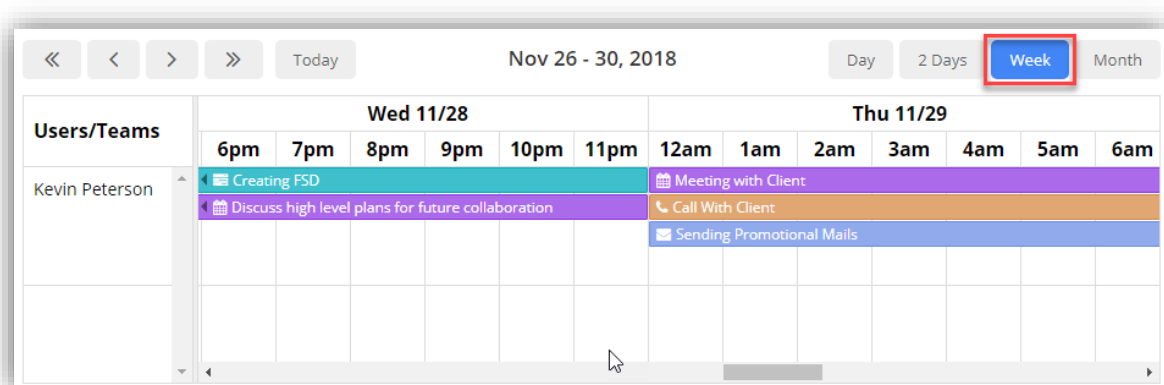 Today Nov 26 - 30, 2018 Day 2 Days Week Month
Users/Teams Wed 11/28 Thu 11/29
6pm 7pm 8pm 9pm 10pm 11pm 12am 1am 2am 3am 4am 5am 6am
Kevin Peterson Creating FSD Meeting with Client
Discuss high level plans for future collaboration Call With Client
Sending Promotional Mails